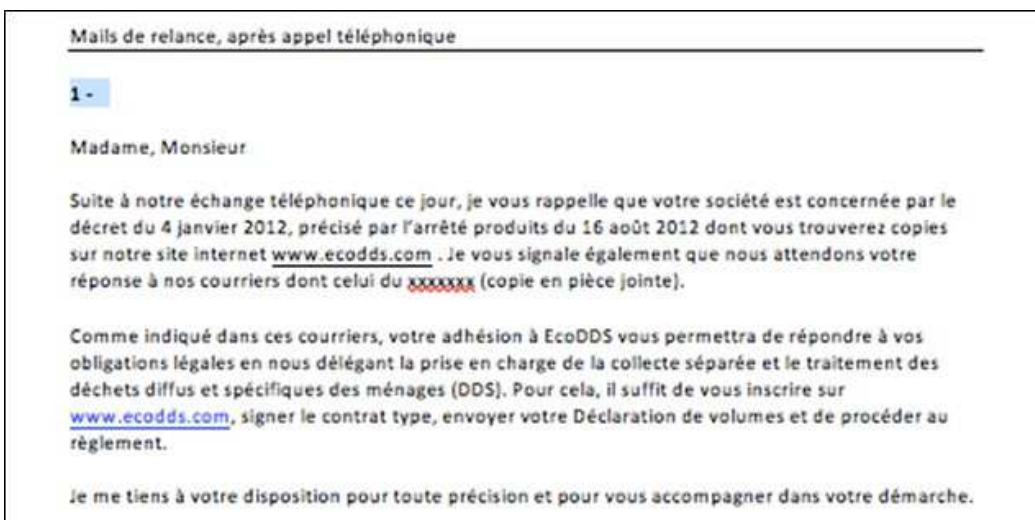 Mails de relance, après appel téléphonique
1 -
Madame, Monsieur
Suite à notre échange téléphonique ce jour, je vous rappelle que votre société est concernée par le
décret du 4 janvier 2012, précisé par l'arrêté produits du 16 août 2012 dont vous trouverez copies
sur notre site internet www.ecodds.com . Je vous signale également que nous attendons votre
réponse à nos courriers dont celui du xxxxxxx (copie en pièce jointe).
Comme indiqué dans ces courriers, votre adhésion à EcoDDS vous permettra de répondre à vos
obligations légales en nous délégant la prise en charge de la collecte séparée et le traitement des
déchets diffus et spécifiques des ménages (DDS). Pour cela, il suffit de vous inscrire sur
www.ecodds.com, signer le contrat type, envoyer votre Déclaration de volumes et de procéder au
règlement.
Je me tiens à votre disposition pour toute précision et pour vous accompagner dans votre démarche.